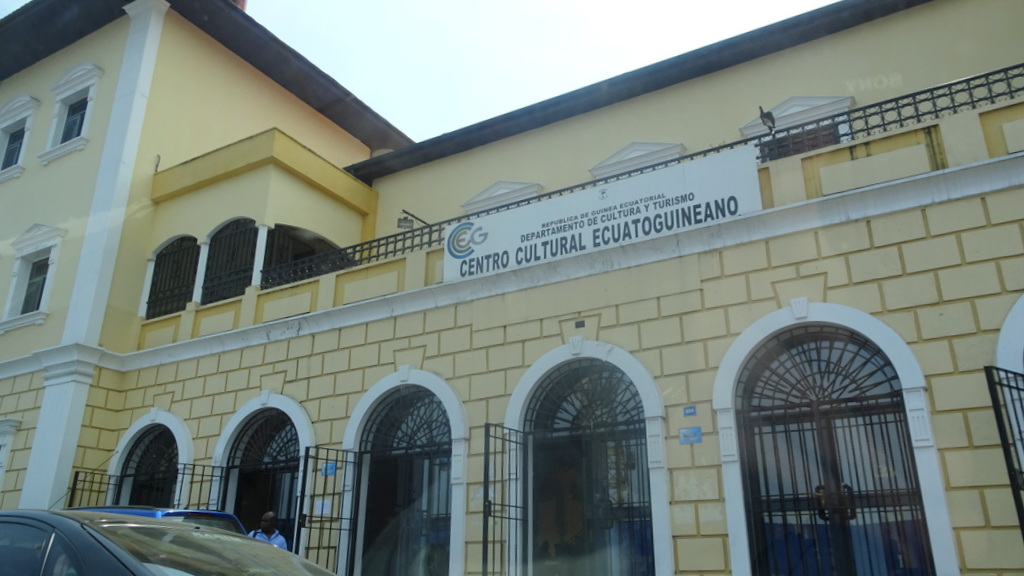 REPUBLICA DE GUINEA ECUATORIAL
DEPARTAMENTO DE CULTURA Y TURISMO
CENTRO CULTURAL ECUATOGUINEANO